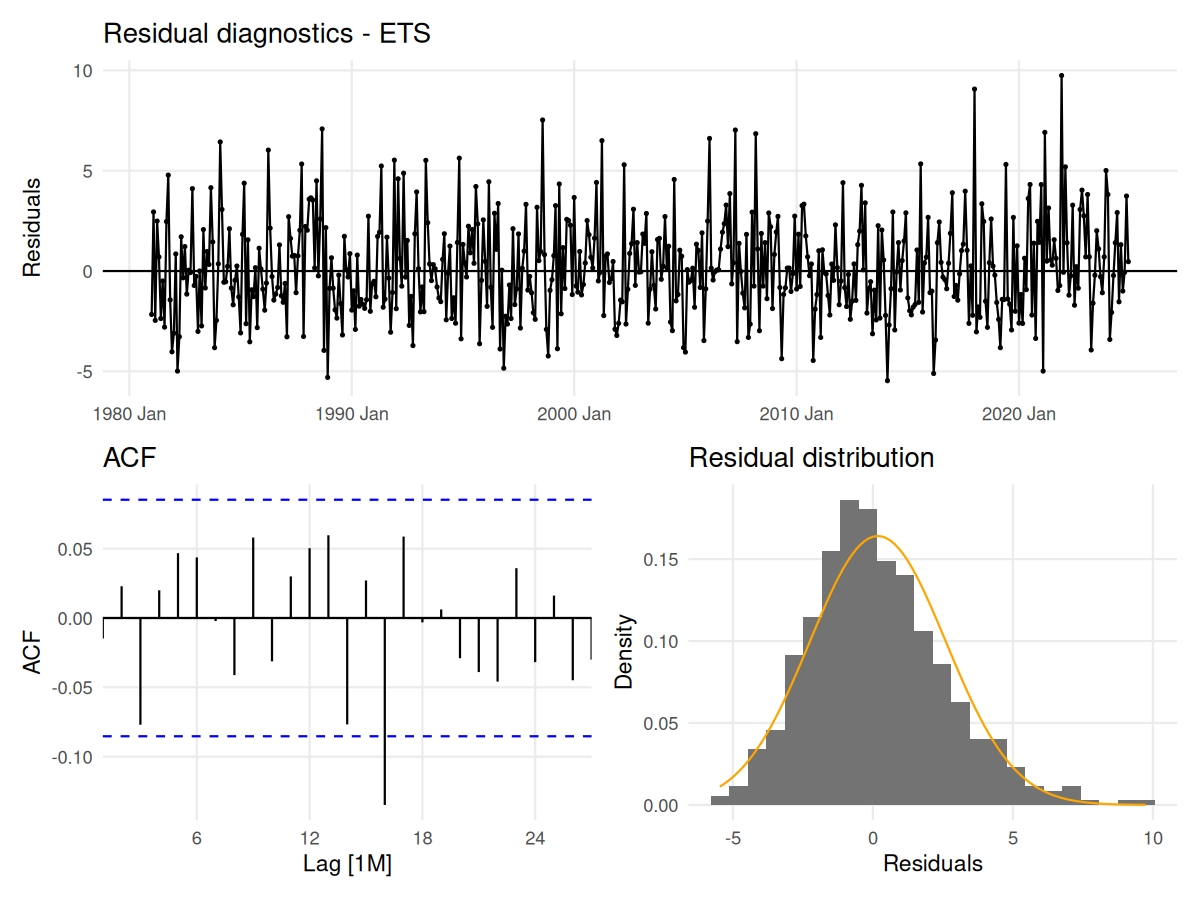 Residual diagnostics - ETS
Residuals
10
5
0
-5
1980 Jan
1990 Jan
2000 Jan
2010 Jan
2020 Jan
ACF
ACF
0.05
0.00
-0.05
-0.10
6
12
18
24
Lag [1M]
Residual distribution
Density
0.15
0.10
0.05
0.00
-5
0
5
10
Residuals